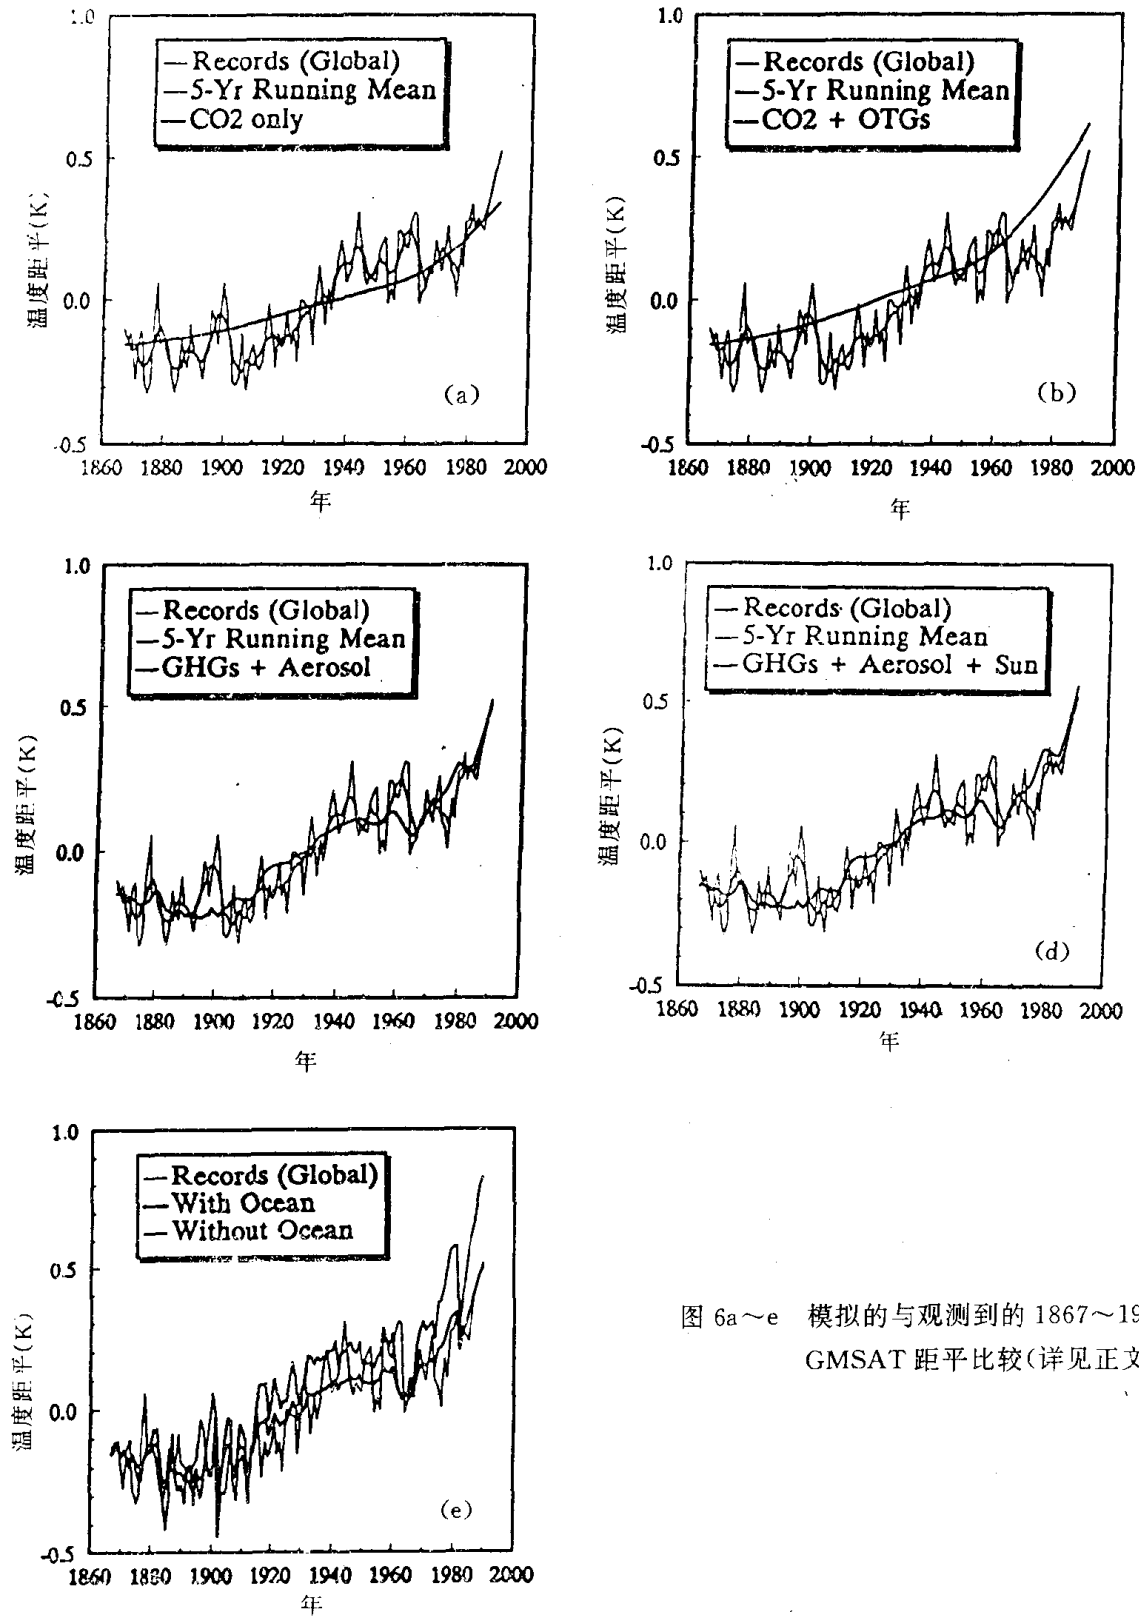 1.0
Records (Global)
5-Yr Running Mean
CO2 only
0.5
温度距平(K)
0.0
(a)
-0.5
1860 1880 1900 1920 1940 1960 1980 2000
年
1.0
Records (Global)
5-Yr Running Mean
CO2 + OTGs
0.5
温度距平(K)
0.0
(b)
-0.5
1860 1880 1900 1920 1940 1960 1980 2000
年
1.0
Records (Global)
5-Yr Running Mean
GHGs + Aerosol
0.5
温度距平(K)
0.0
-0.5
1860 1880 1900 1920 1940 1960 1980 2000
年
1.0
Records (Global)
5-Yr Running Mean
GHGs + Aerosol + Sun
0.5
温度距平(K)
0.0
(d)
-0.5
1860 1880 1900 1920 1940 1960 1980 2000
年
1.0
Records (Global)
With Ocean
Without Ocean
0.5
温度距平(K)
0.0
(e)
-0.5
1860 1880 1900 1920 1940 1960 1980 2000
年
图 6a～e 模拟的与观测到的 1867～19
GMSAT 距平比较(详见正文